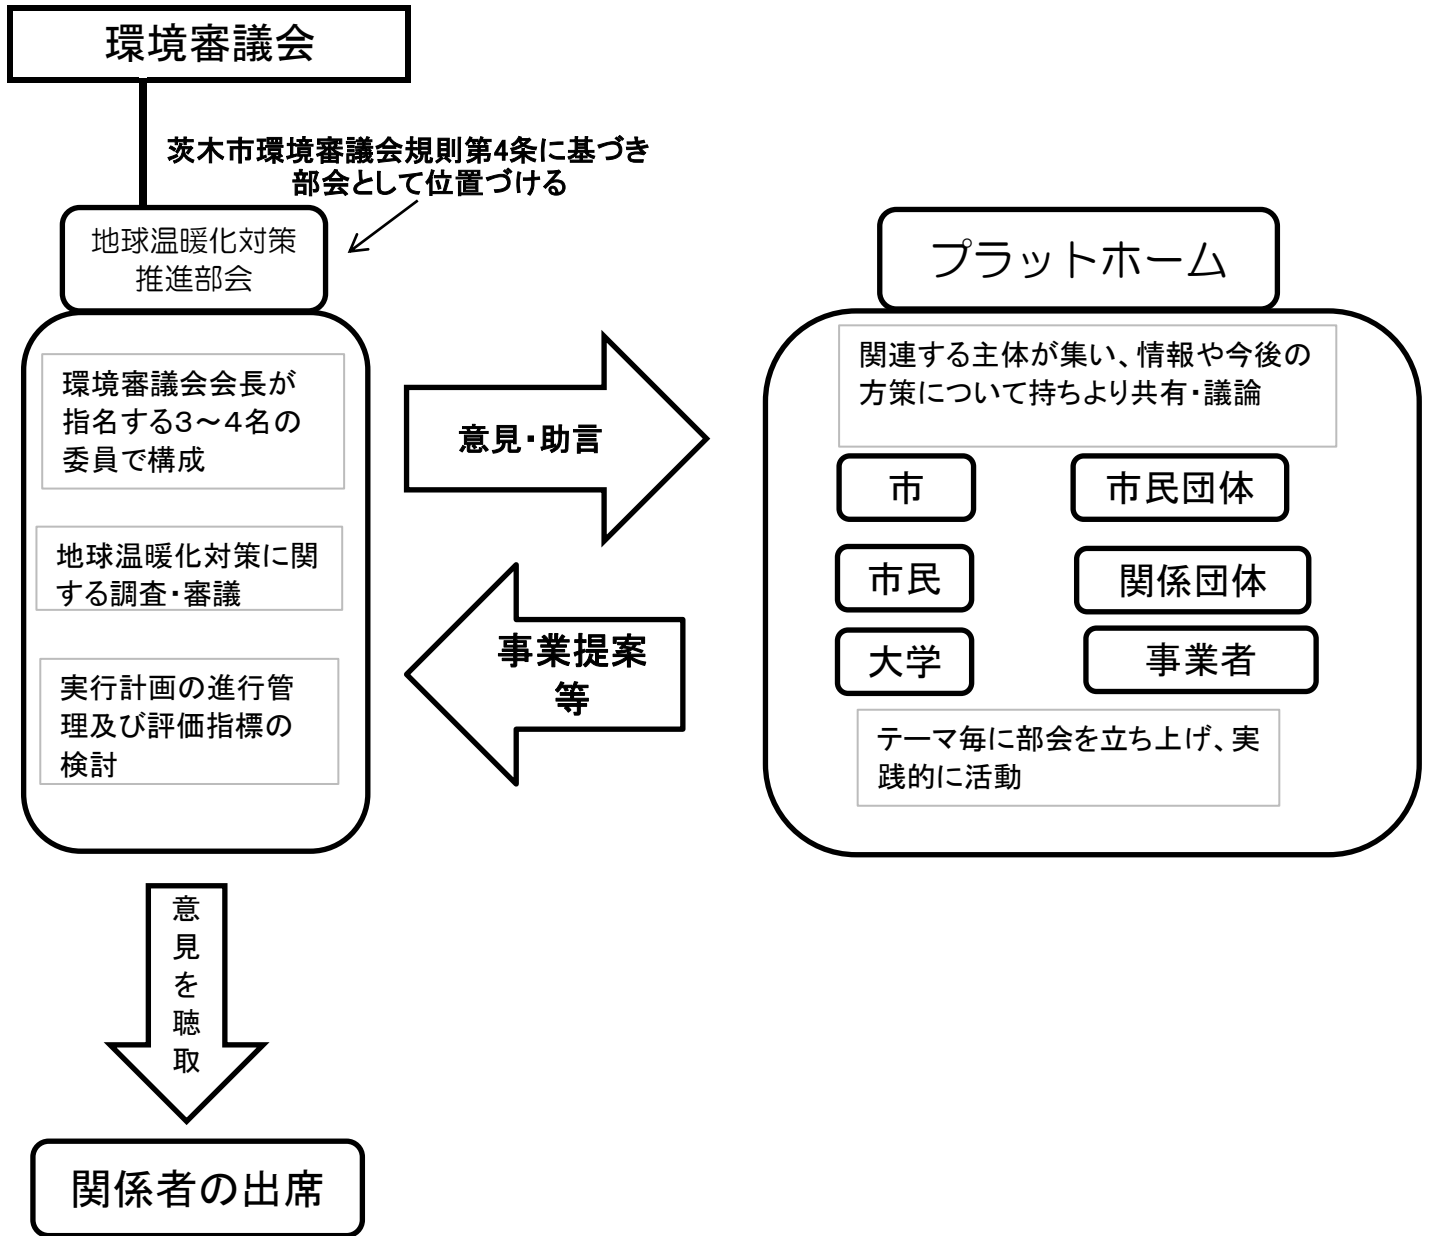 環境審議会
茨木市環境審議会規則第4条に基づき
部会として位置づける
地球温暖化対策
推進部会
環境審議会会長が
指名する3～4名の
委員で構成
地球温暖化対策に関
する調査・審議
実行計画の進行管
理及び評価指標の
検討
意見・助言
事業提案
等
プラットホーム
関連する主体が集い、情報や今後の
方策について持ちより共有・議論
市
市民団体
市民
関係団体
大学
事業者
テーマ毎に部会を立ち上げ、実
践的に活動
意
見
を
聴
取
関係者の出席